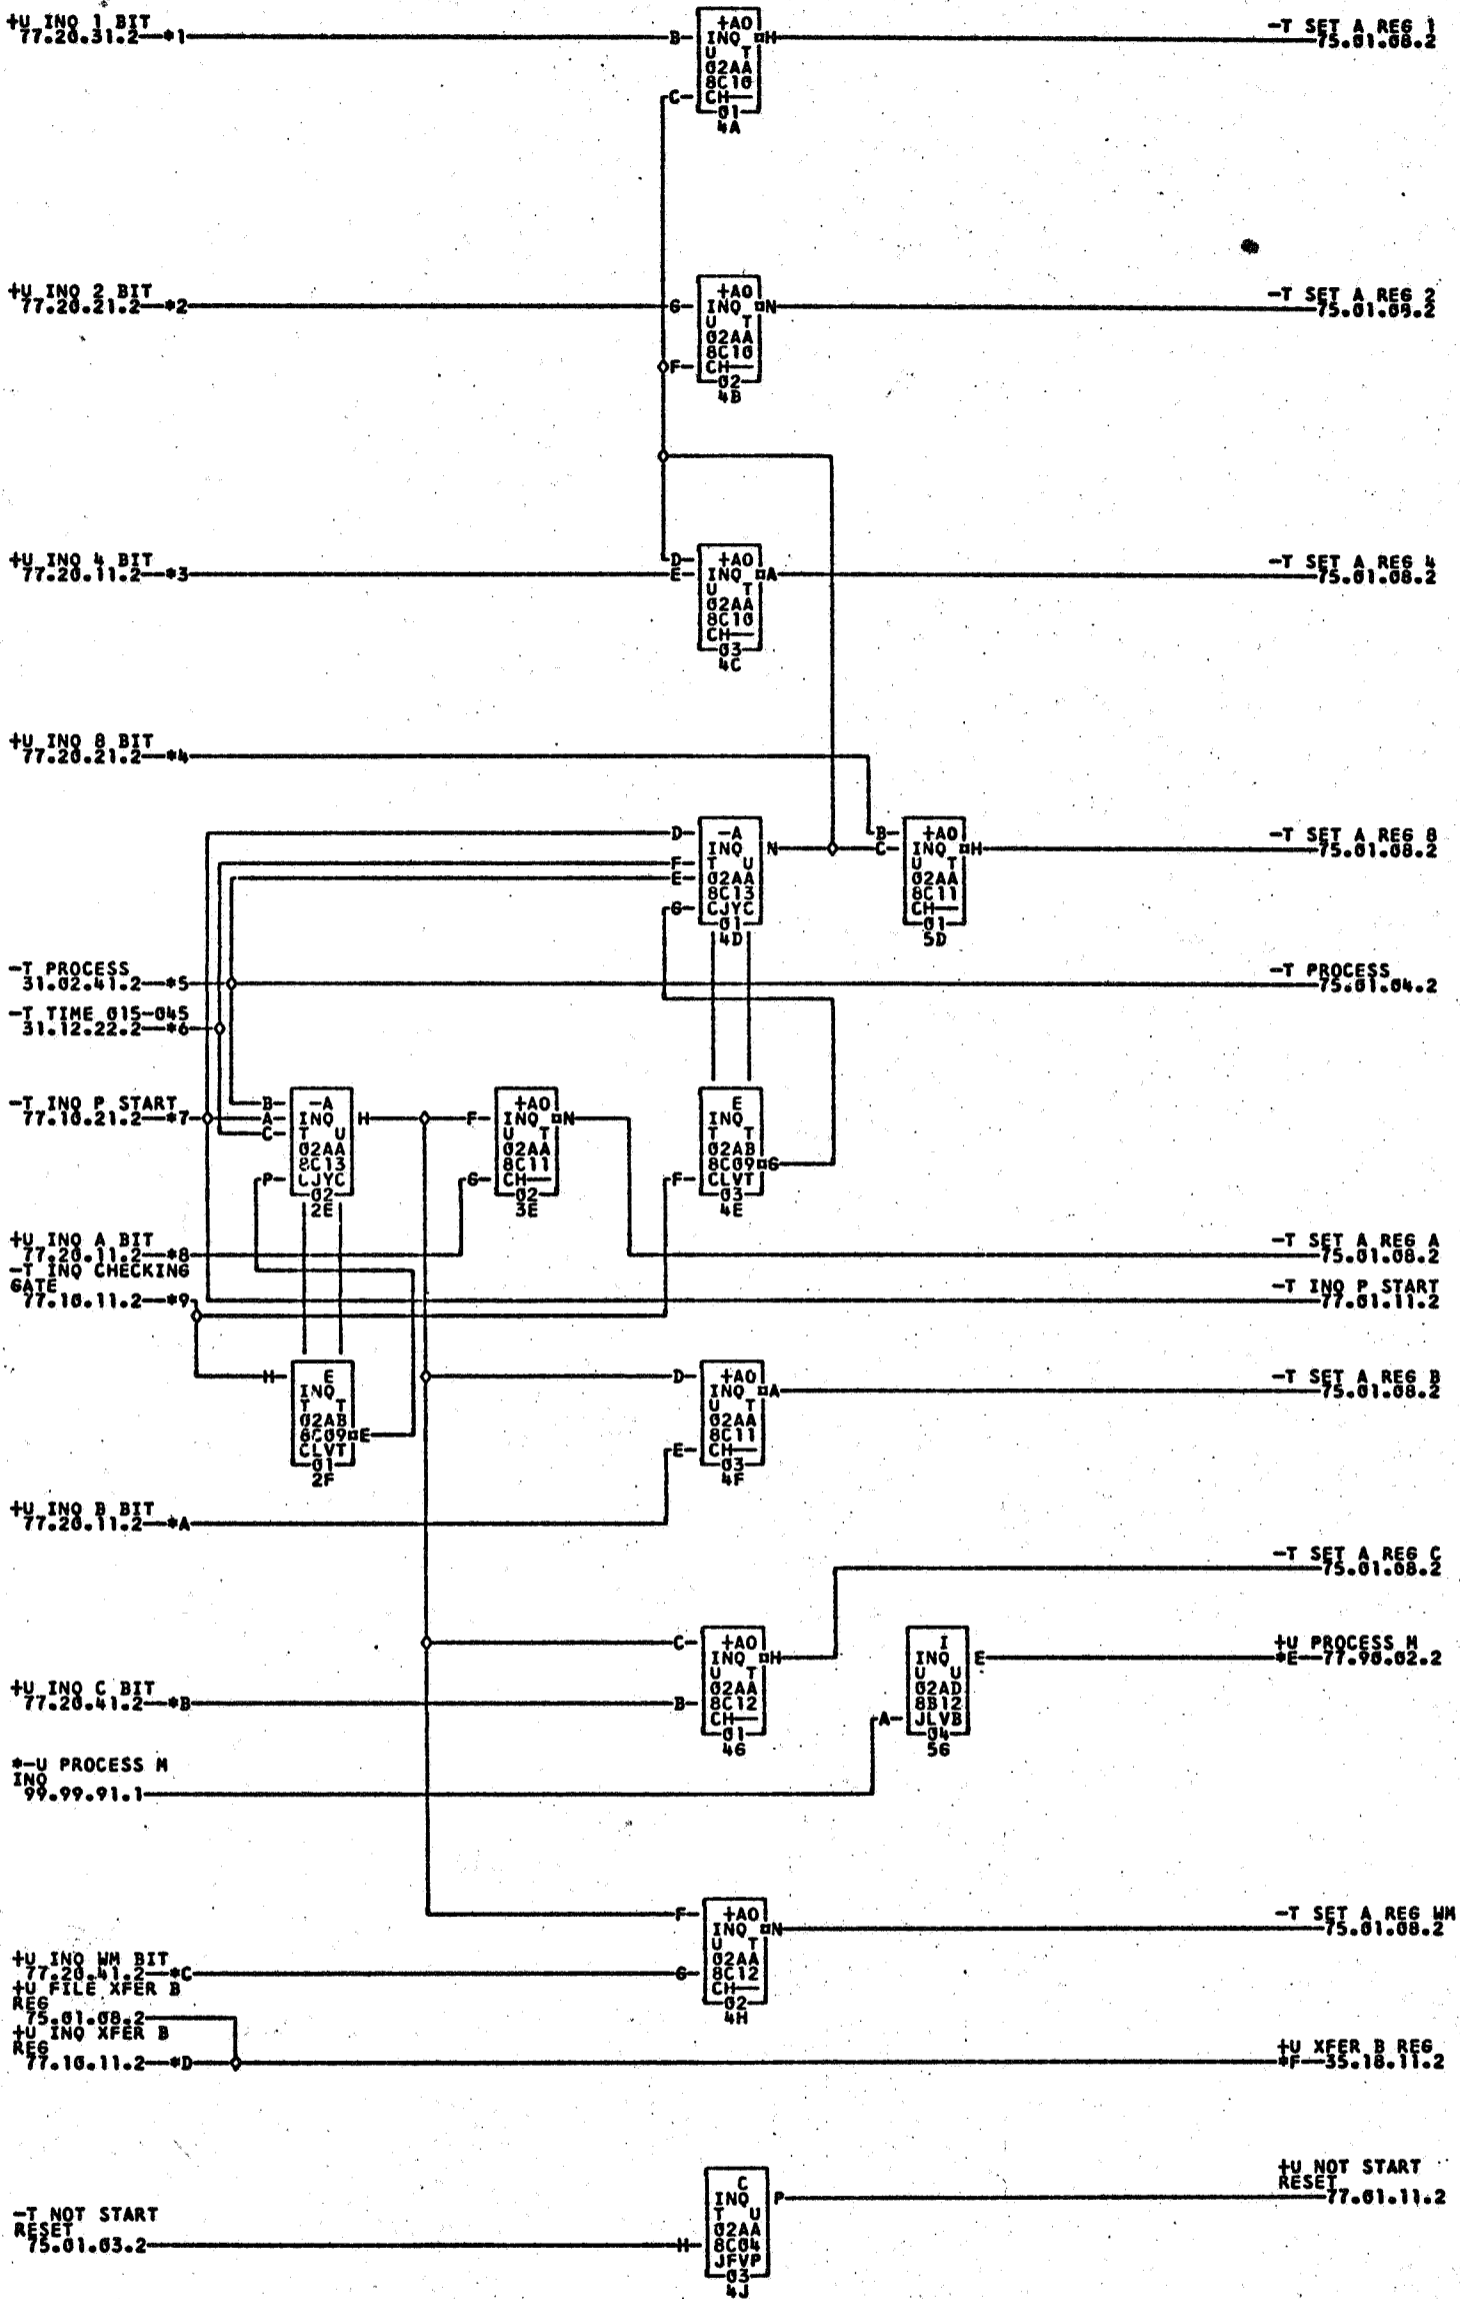 +U INQ 1 BIT
77.20.31.2—*1
B
+AO
INQ H
U T
02AA
8C10
C CH
01
4A
-T SET A REG 1
75.01.08.2
+U INQ 2 BIT
77.20.21.2—*2
G
+AO
INQ N
U T
02AA
8C10
F CH
02
4B
-T SET A REG 2
75.01.08.2
+U INQ 4 BIT
77.20.11.2—*3
D +AO
E INQ A
U T
02AA
8C10
CH
03
4C
-T SET A REG 4
75.01.08.2
+U INQ 8 BIT
77.20.21.2—*4
D -A
INQ N
F T U
E 02AA
8C13
G CJYC
01
4D
B +AO
C INQ H
U T
02AA
8C11
CH
01
5D
-T SET A REG 8
75.01.08.2
-T PROCESS
31.02.41.2—*5
-T PROCESS
75.01.04.2
-T TIME 015-045
31.12.22.2—*6
-T INQ P START
77.10.21.2—*7
B -A
A INQ H
C T U
02AA
8C13
P CJYC
02
2E
+AO
F INQ N
U T
02AA
8C11
G CH
02
3E
E
INQ
T T
02AB
8C09 G
F CLVT
03
4E
+U INQ A BIT
77.20.11.2—*8
-T SET A REG A
75.01.08.2
-T INQ CHECKING
GATE
77.10.11.2—*9
-T INQ P START
77.01.11.2
H E
INQ
T T
02AB
8C09 E
CLVT
01
2F
D +AO
INQ A
U T
02AA
8C11
E CH
03
4F
-T SET A REG B
75.01.08.2
+U INQ B BIT
77.20.11.2—*A
-T SET A REG C
75.01.08.2
C +AO
INQ H
U T
02AA
8C12
B CH
01
4G
I
INQ E
U U
02AD
8B12
A JLVB
04
5G
+U PROCESS M
*E—77.90.02.2
+U INQ C BIT
77.20.41.2—*B
*-U PROCESS M
INQ
99.99.91.1
F +AO
INQ N
U T
02AA
G 8C12
CH
02
4H
-T SET A REG WM
75.01.08.2
+U INQ WM BIT
77.20.41.2—*C
+U FILE XFER B
REG
75.01.08.2
+U INQ XFER B
REG
77.10.11.2—*D
+U XFER B REG
*F—35.18.11.2
C
INQ P
T U
02AA
H 8C04
JFVP
03
4J
+U NOT START
RESET
77.01.11.2
-T NOT START
RESET
75.01.03.2